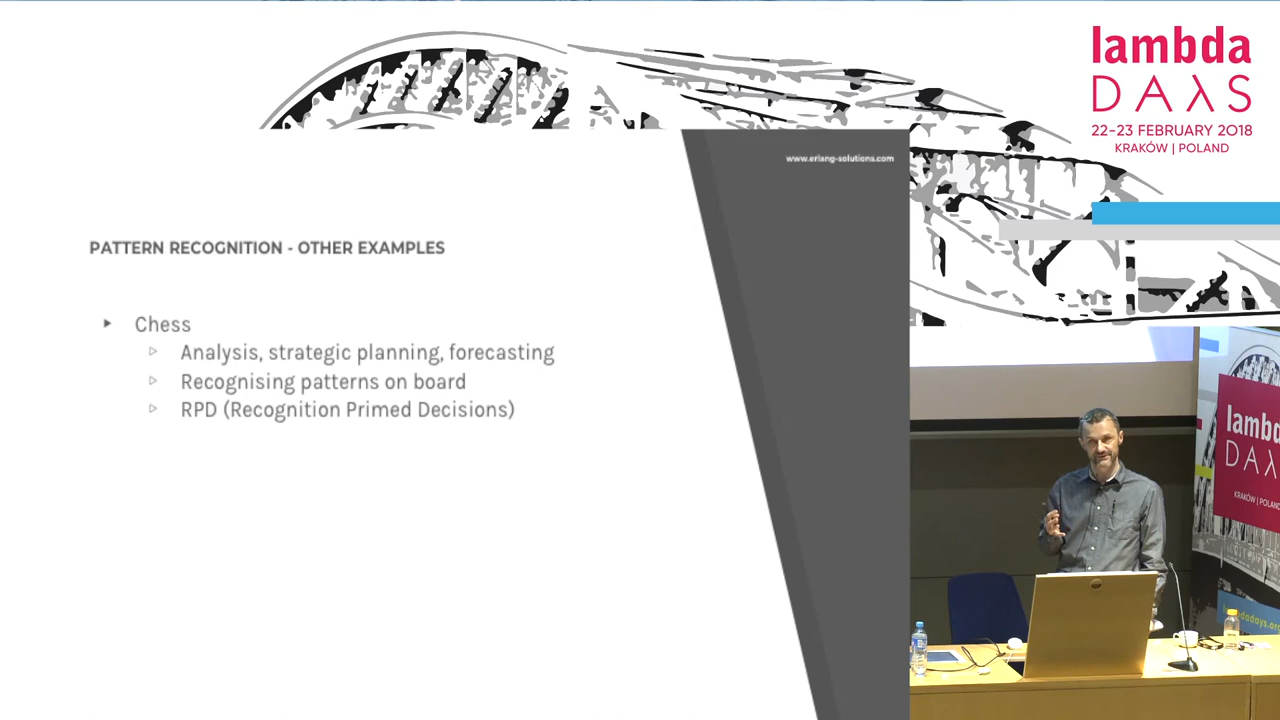 lambda
DAλS
22-23 FEBRUARY 2018
KRAKÓW | POLAND
www.erlang-solutions.com
PATTERN RECOGNITION - OTHER EXAMPLES
Chess
Analysis, strategic planning, forecasting
Recognising patterns on board
RPD (Recognition Primed Decisions)
lambd
DAλ
KRAKÓW | POLAN